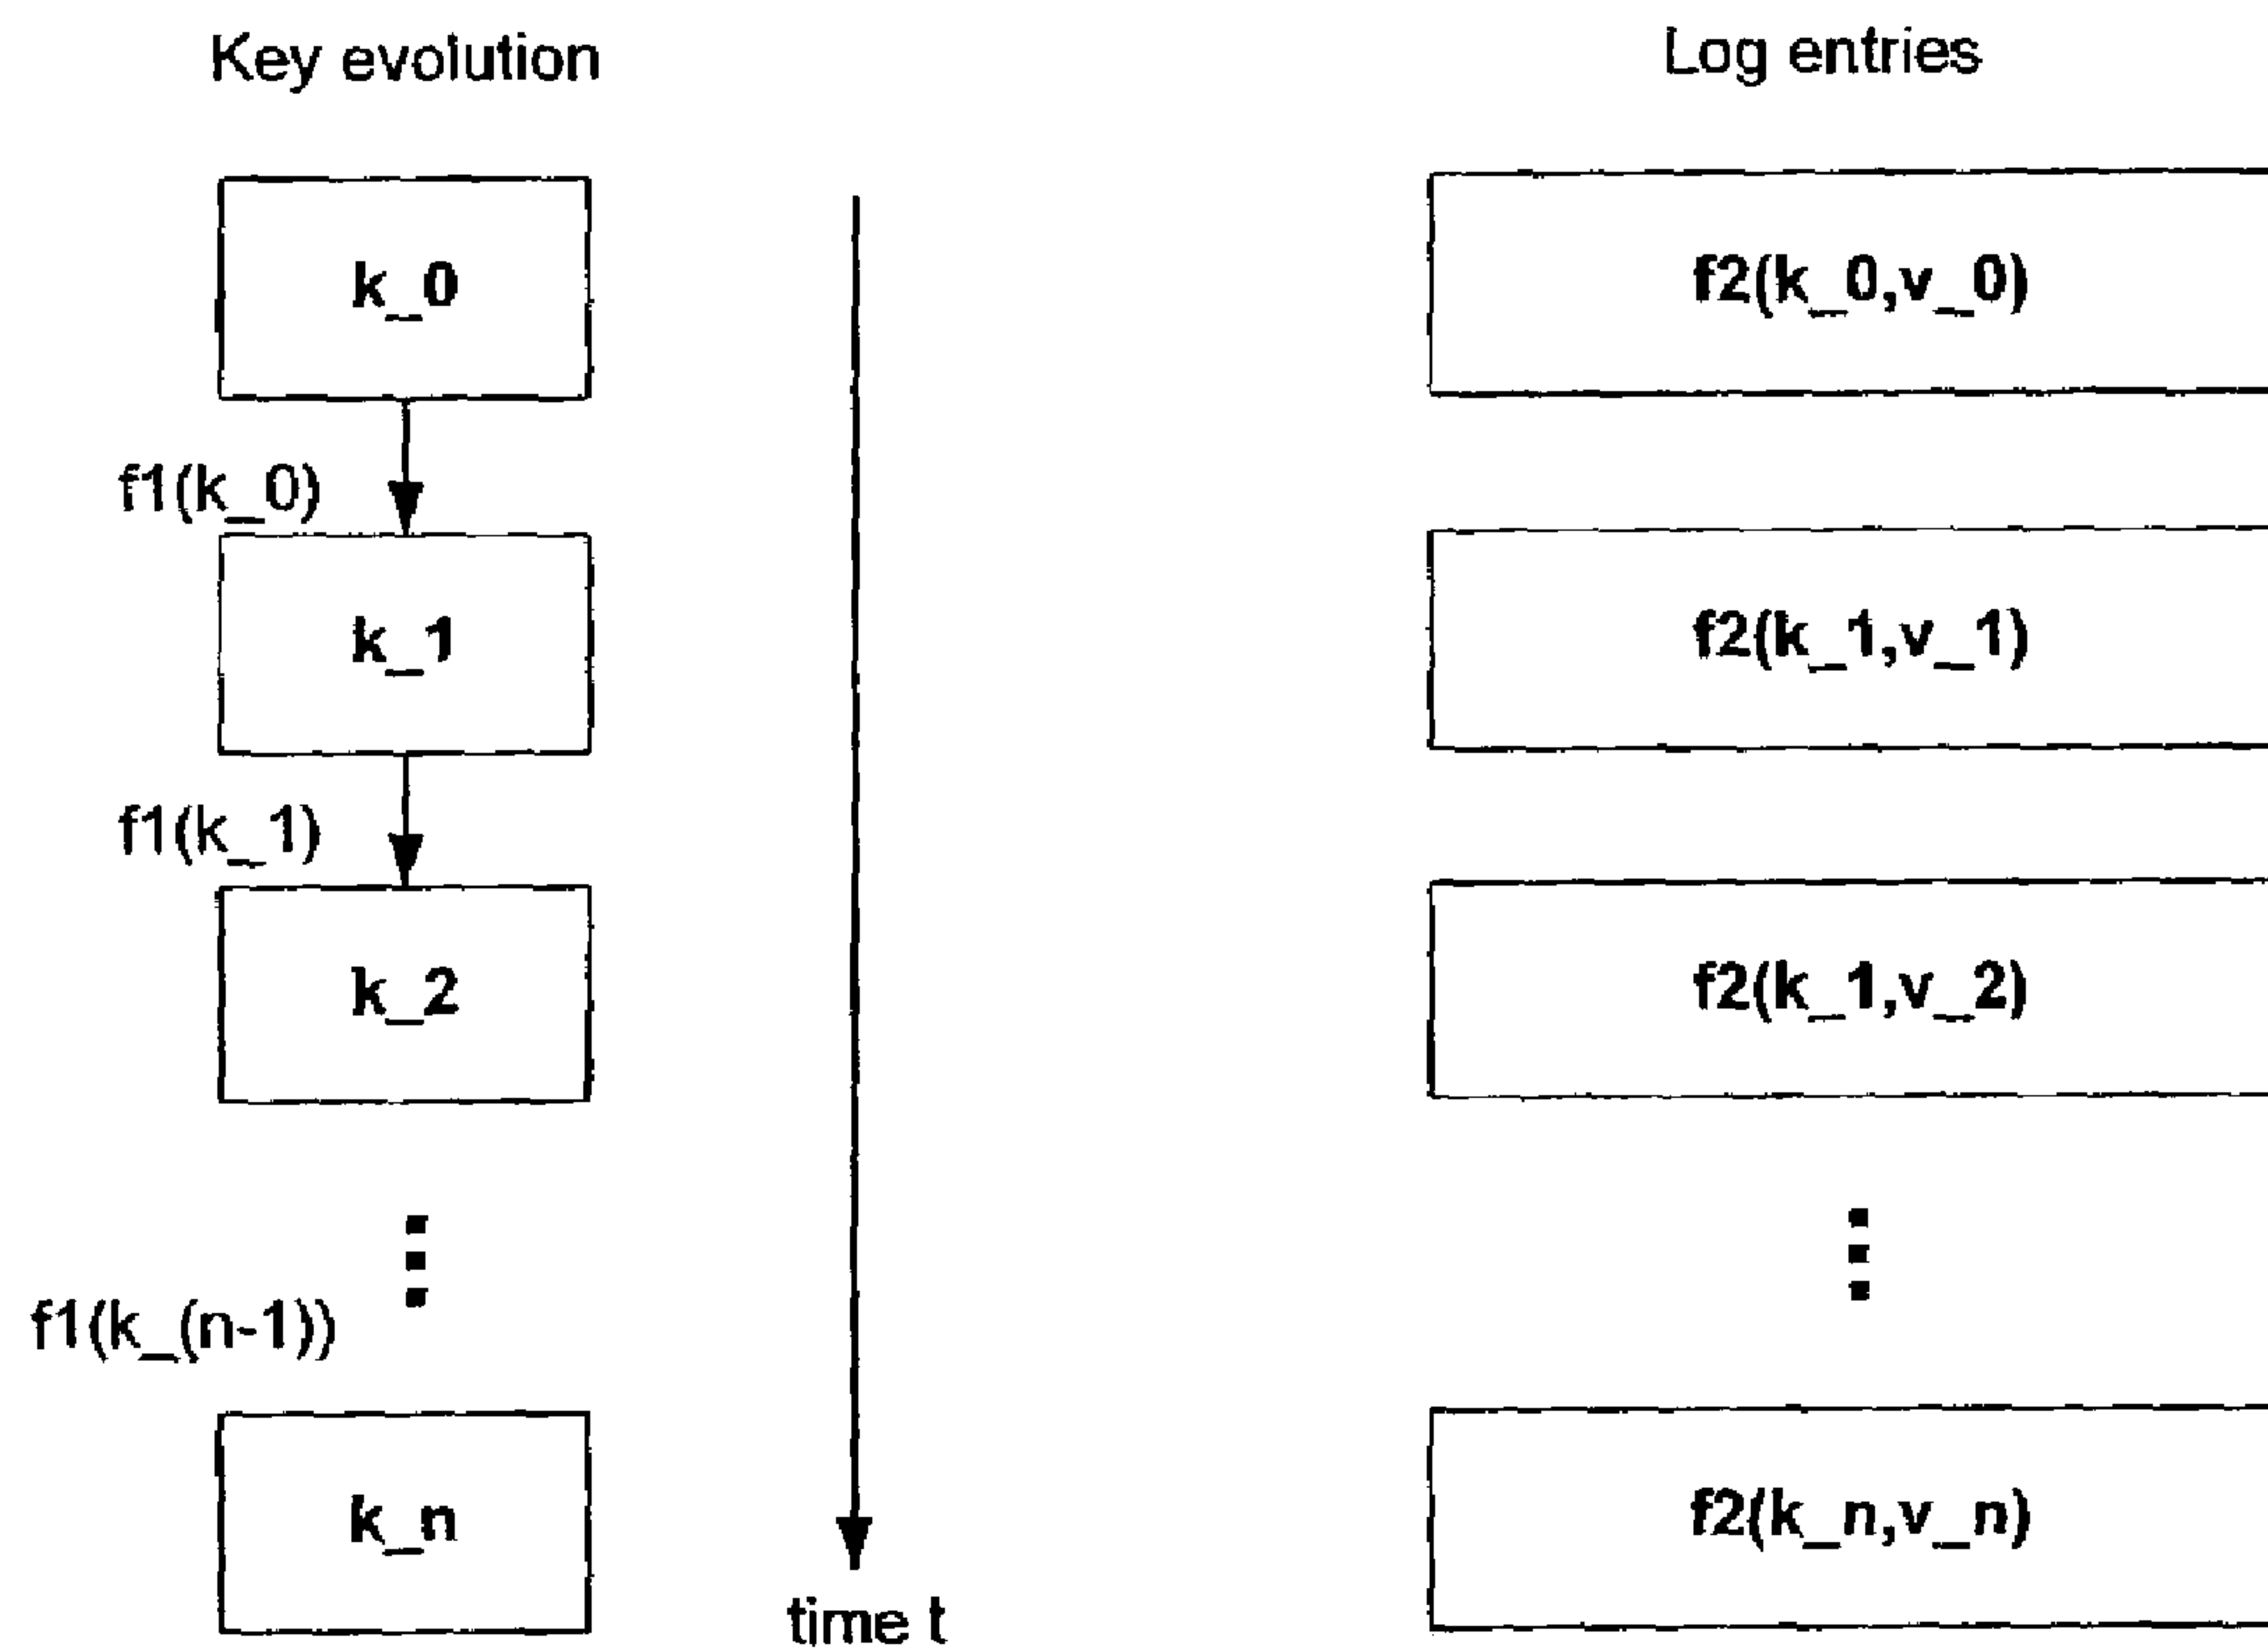 Key evolution
Log entries
k_0
f2(k_0,v_0)
f1(k_0)
k_1
f2(k_1,v_1)
f1(k_1)
k_2
f2(k_1,v_2)
f1(k_(n-1))
k_n
f2(k_n,v_n)
time t